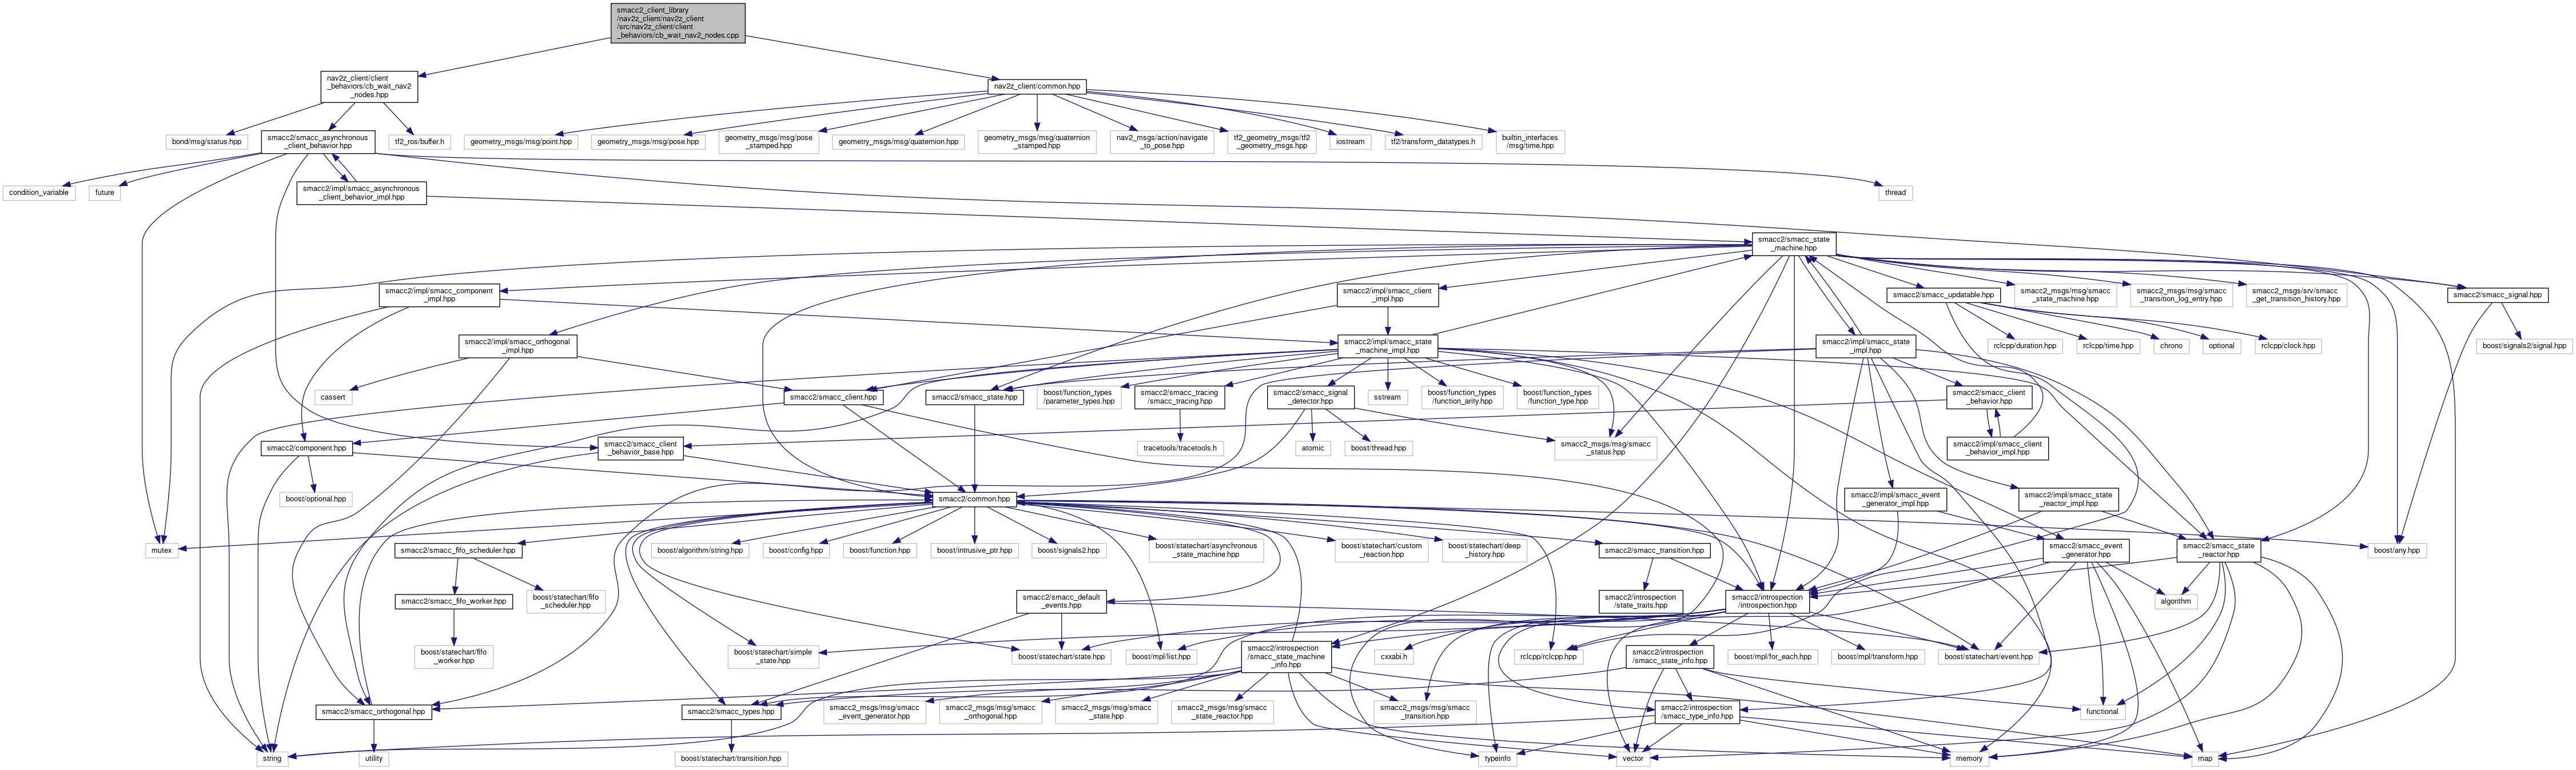 smacc2_client_library
/nav2z_client/nav2z_client
/src/nav2z_client/client
_behaviors/cb_wait_nav2_nodes.cpp
nav2z_client/client
_behaviors/cb_wait_nav2
_nodes.hpp
nav2z_client/common.hpp
bond/msg/status.hpp
smacc2/smacc_asynchronous
_client_behavior.hpp
tf2_ros/buffer.h
geometry_msgs/msg/point.hpp
geometry_msgs/msg/pose.hpp
geometry_msgs/msg/pose
_stamped.hpp
geometry_msgs/msg/quaternion.hpp
geometry_msgs/msg/quaternion
_stamped.hpp
nav2_msgs/action/navigate
_to_pose.hpp
tf2_geometry_msgs/tf2
_geometry_msgs.hpp
iostream
tf2/transform_datatypes.h
builtin_interfaces
/msg/time.hpp
condition_variable
future
smacc2/impl/smacc_asynchronous
_client_behavior_impl.hpp
thread
smacc2/smacc_state
_machine.hpp
smacc2/impl/smacc_component
_impl.hpp
smacc2/impl/smacc_client
_impl.hpp
smacc2/smacc_updatable.hpp
smacc2_msgs/msg/smacc
_state_machine.hpp
smacc2_msgs/msg/smacc
_transition_log_entry.hpp
smacc2_msgs/srv/smacc
_get_transition_history.hpp
smacc2/smacc_signal.hpp
smacc2/impl/smacc_orthogonal
_impl.hpp
smacc2/impl/smacc_state
_machine_impl.hpp
smacc2/impl/smacc_state
_impl.hpp
rclcpp/duration.hpp
rclcpp/time.hpp
chrono
optional
rclcpp/clock.hpp
boost/signals2/signal.hpp
cassert
smacc2/smacc_client.hpp
smacc2/smacc_state.hpp
boost/function_types
/parameter_types.hpp
smacc2/smacc_tracing
/smacc_tracing.hpp
smacc2/smacc_signal
_detector.hpp
sstream
boost/function_types
/function_arity.hpp
boost/function_types
/function_type.hpp
smacc2/smacc_client
_behavior.hpp
smacc2/component.hpp
smacc2/smacc_client
_behavior_base.hpp
tracetools/tracetools.h
atomic
boost/thread.hpp
smacc2_msgs/msg/smacc
_status.hpp
smacc2/impl/smacc_client
_behavior_impl.hpp
boost/optional.hpp
smacc2/common.hpp
smacc2/impl/smacc_event
_generator_impl.hpp
smacc2/impl/smacc_state
_reactor_impl.hpp
mutex
smacc2/smacc_fifo_scheduler.hpp
boost/algorithm/string.hpp
boost/config.hpp
boost/function.hpp
boost/intrusive_ptr.hpp
boost/signals2.hpp
boost/statechart/asynchronous
_state_machine.hpp
boost/statechart/custom
_reaction.hpp
boost/statechart/deep
_history.hpp
smacc2/smacc_transition.hpp
smacc2/smacc_event
_generator.hpp
smacc2/smacc_state
_reactor.hpp
boost/any.hpp
smacc2/smacc_fifo_worker.hpp
boost/statechart/fifo
_scheduler.hpp
smacc2/smacc_default
_events.hpp
smacc2/introspection
/state_traits.hpp
smacc2/introspection
/introspection.hpp
algorithm
boost/statechart/fifo
_worker.hpp
boost/statechart/simple
_state.hpp
boost/statechart/state.hpp
boost/mpl/list.hpp
smacc2/introspection
/smacc_state_machine
_info.hpp
cxxabi.h
rclcpp/rclcpp.hpp
smacc2/introspection
/smacc_state_info.hpp
boost/mpl/for_each.hpp
boost/mpl/transform.hpp
boost/statechart/event.hpp
smacc2/smacc_orthogonal.hpp
smacc2/smacc_types.hpp
smacc2_msgs/msg/smacc
_event_generator.hpp
smacc2_msgs/msg/smacc
_orthogonal.hpp
smacc2_msgs/msg/smacc
_state.hpp
smacc2_msgs/msg/smacc
_state_reactor.hpp
smacc2_msgs/msg/smacc
_transition.hpp
smacc2/introspection
/smacc_type_info.hpp
functional
string
utility
boost/statechart/transition.hpp
typeinfo
vector
memory
map